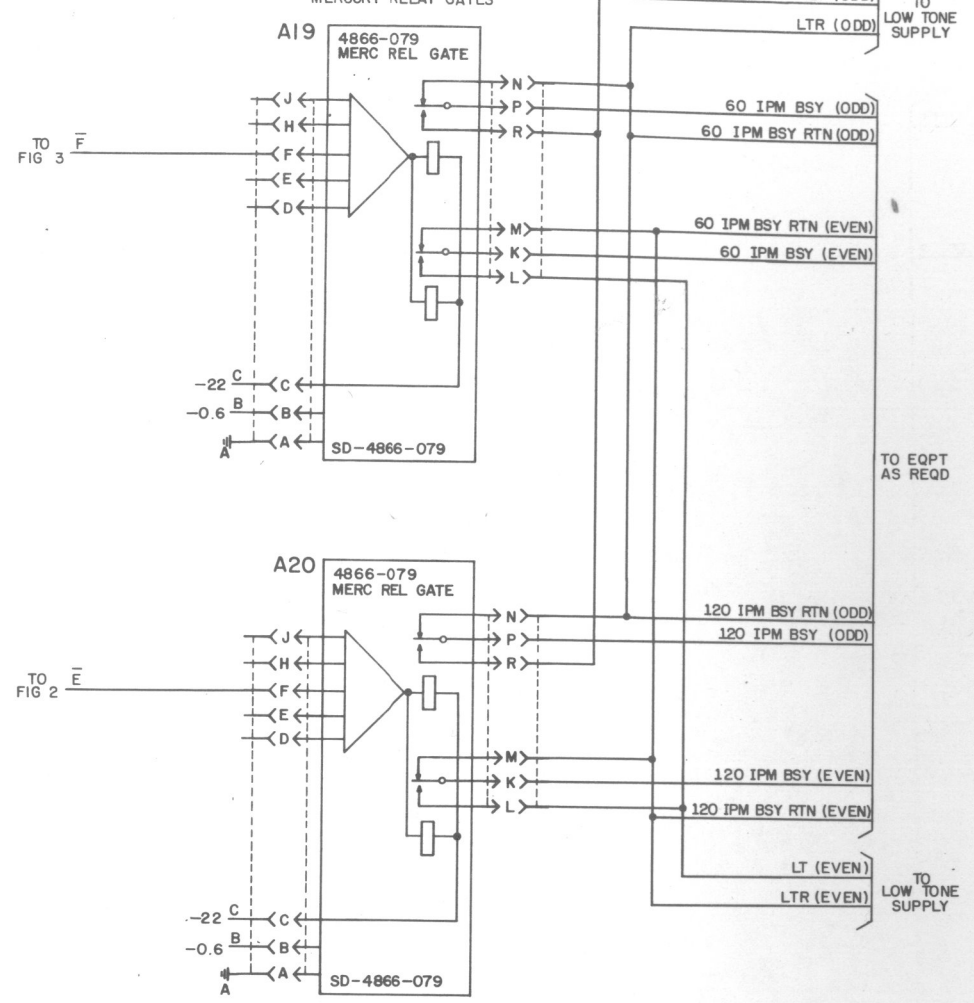 MERCURY RELAY GATES
TO
LOW TONE
SUPPLY
LTR (ODD)
A19
4866-079
MERC REL GATE
J
H
TO
FIG 3
F̅
F
E
D
N
P
R
M
K
L
60 IPM BSY (ODD)
60 IPM BSY RTN (ODD)
60 IPM BSY RTN (EVEN)
60 IPM BSY (EVEN)
-22
C
C
-0.6
B
B
A
A
SD-4866-079
TO EQPT
AS REQD
A20
4866-079
MERC REL GATE
J
H
TO
FIG 2
E̅
F
E
D
N
P
R
M
K
L
120 IPM BSY RTN (ODD)
120 IPM BSY (ODD)
120 IPM BSY (EVEN)
120 IPM BSY RTN (EVEN)
LT (EVEN)
LTR (EVEN)
TO
LOW TONE
SUPPLY
-22
C
C
-0.6
B
B
A
A
SD-4866-079